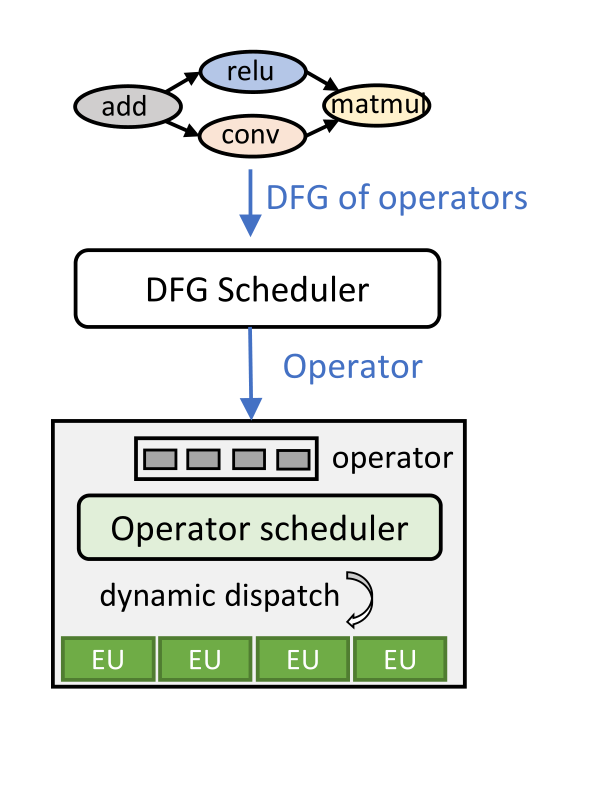 relu
add
matmul
conv
DFG of operators
DFG Scheduler
Operator
operator
Operator scheduler
dynamic dispatch
EU EU EU EU